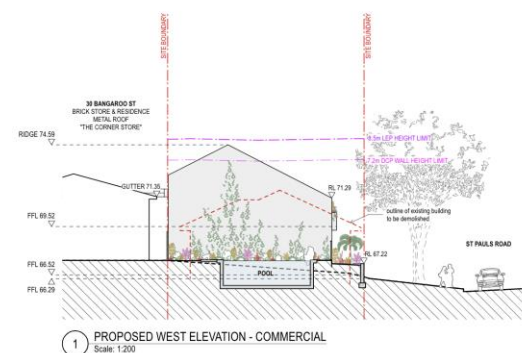 SITE BOUNDARY
SITE BOUNDARY
30 BANGAROO ST
BRICK STORE & RESIDENCE
METAL ROOF
"THE CORNER STORE"
RIDGE 74.59
8.5m LEP HEIGHT LIMIT
7.2m DCP WALL HEIGHT LIMIT
GUTTER 71.35
RL 71.29
outline of existing building
to be demolished
FFL 69.52
ST PAULS ROAD
RL 67.22
FFL 66.52
POOL
FFL 66.29
1 PROPOSED WEST ELEVATION - COMMERCIAL
Scale: 1:200